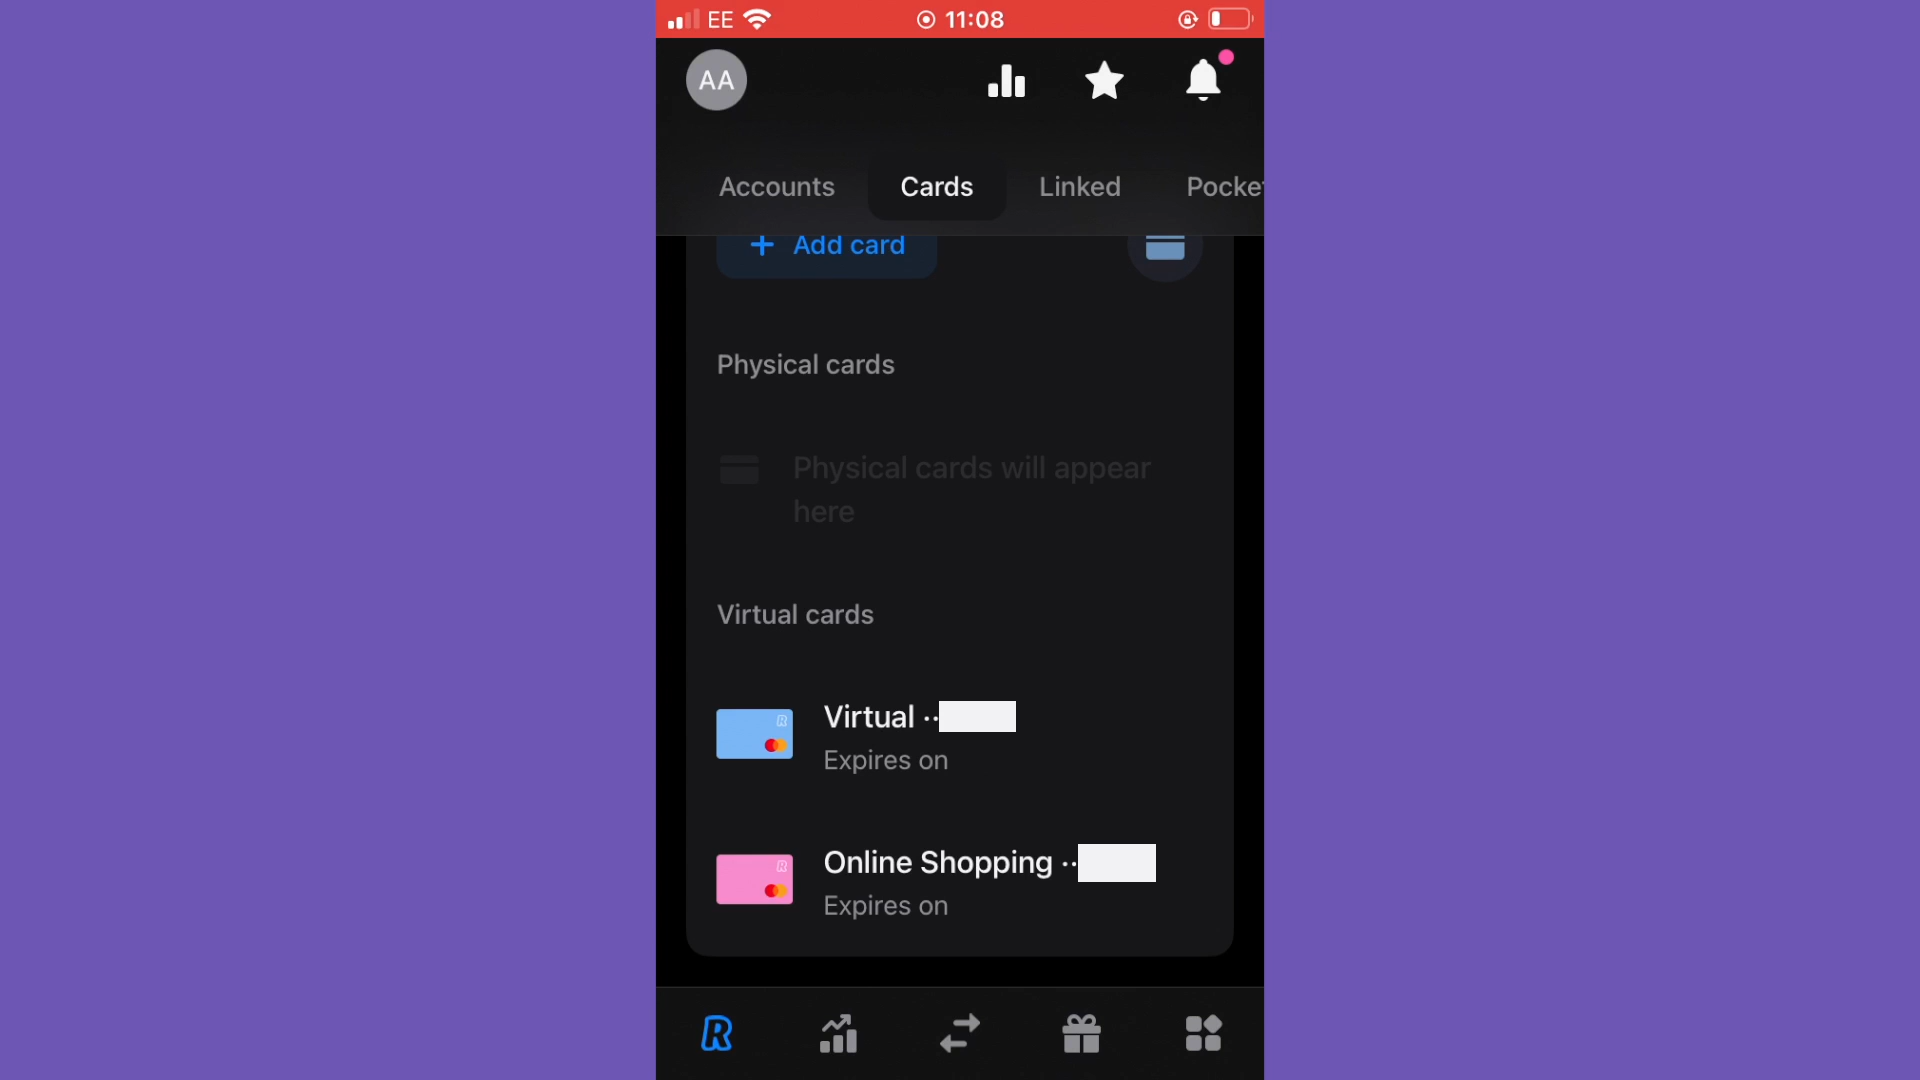 EE 11:08
AA
Accounts Cards Linked Pocke
+ Add card
Physical cards
Physical cards will appear
here
Virtual cards
Virtual ··
Expires on
Online Shopping ··
Expires on
R